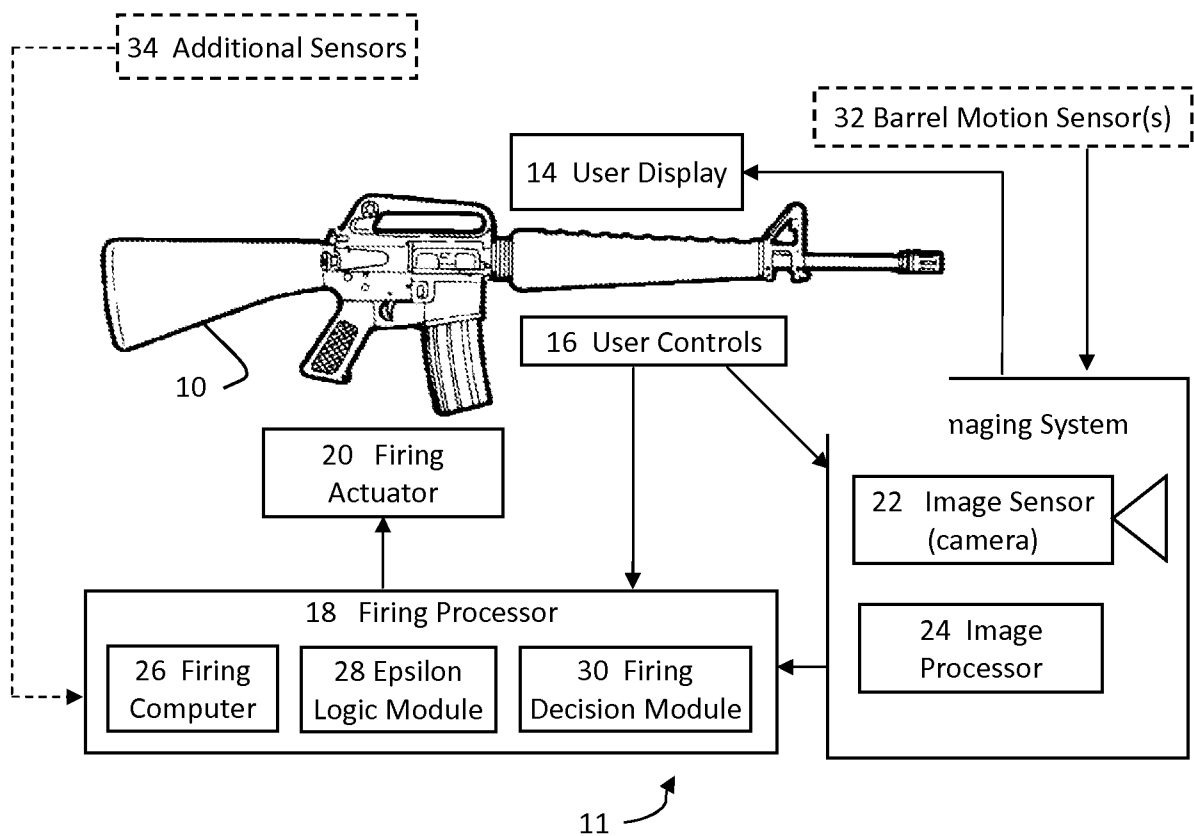 34 Additional Sensors
32 Barrel Motion Sensor(s)
14 User Display
16 User Controls
10
maging System
20 Firing
Actuator
22 Image Sensor
(camera)
18 Firing Processor
24 Image
Processor
26 Firing
Computer
28 Epsilon
Logic Module
30 Firing
Decision Module
11